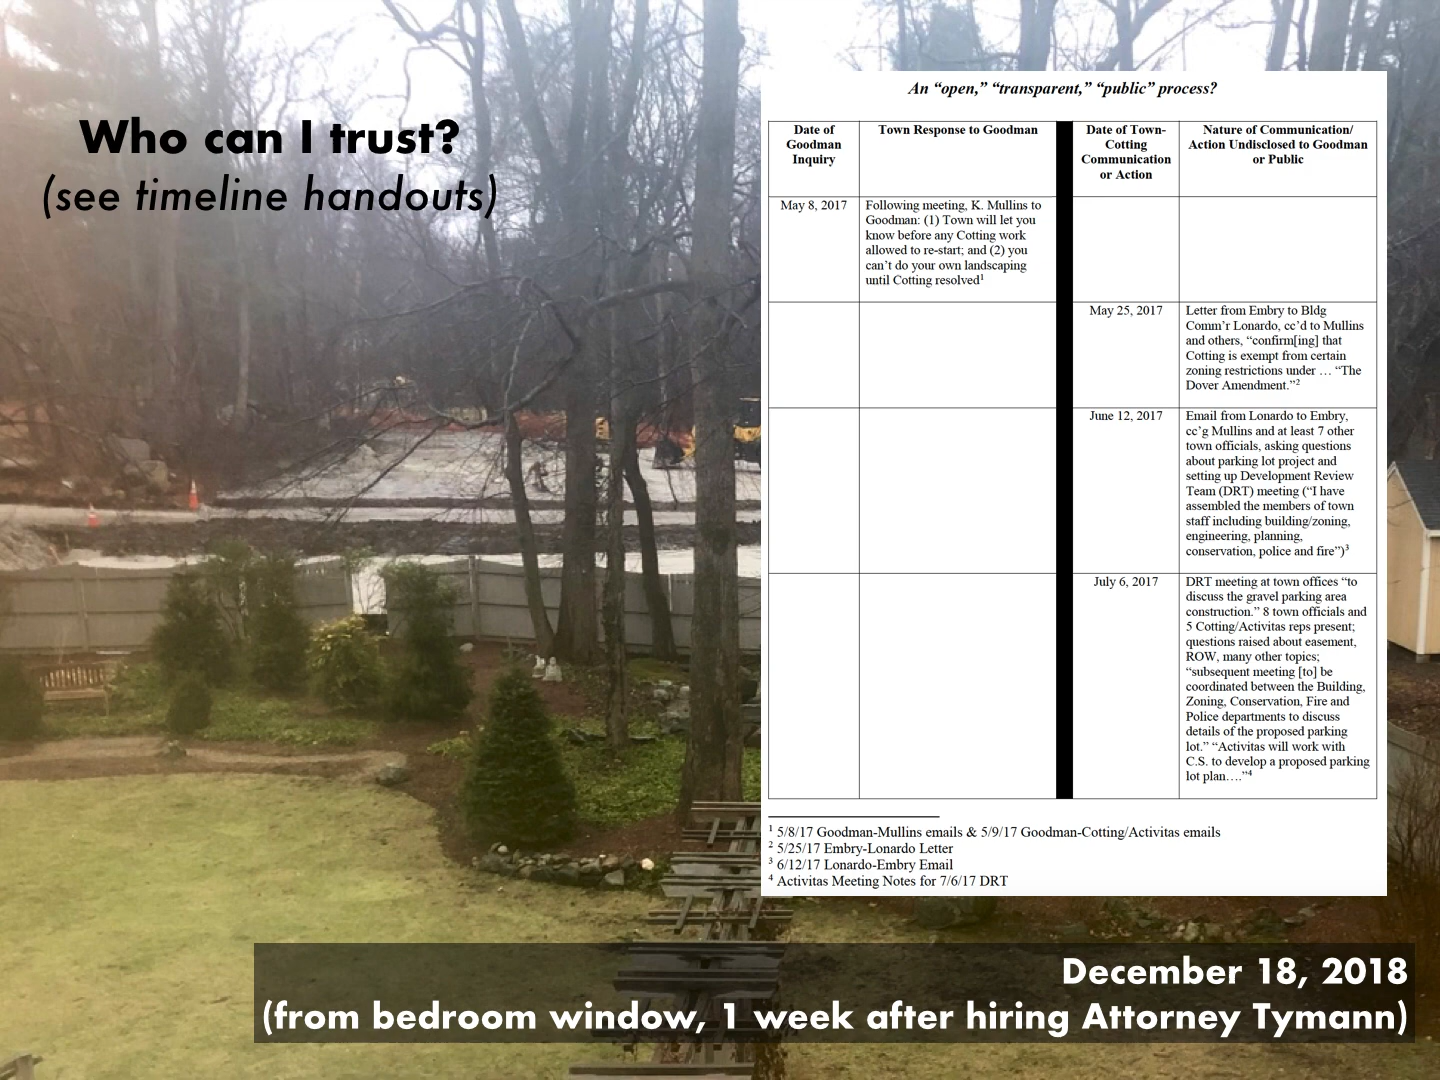 Who can I trust?
(see timeline handouts)
An “open,” “transparent,” “public” process?
Date of
Goodman
Inquiry
Town Response to Goodman
Date of Town-
Cotting
Communication
or Action
Nature of Communication/
Action Undisclosed to Goodman
or Public
May 8, 2017
Following meeting, K. Mullins to
Goodman: (1) Town will let you
know before any Cotting work
allowed to re-start; and (2) you
can’t do your own landscaping
until Cotting resolved1
May 25, 2017
Letter from Embry to Bldg
Comm’r Lonardo, cc’d to Mullins
and others, “confirm[ing] that
Cotting is exempt from certain
zoning restrictions under … “The
Dover Amendment.”2
June 12, 2017
Email from Lonardo to Embry,
cc’g Mullins and at least 7 other
town officials, asking questions
about parking lot project and
setting up Development Review
Team (DRT) meeting (“I have
assembled the members of town
staff including building/zoning,
engineering, planning,
conservation, police and fire”)3
July 6, 2017
DRT meeting at town offices “to
discuss the gravel parking area
construction.” 8 town officials and
5 Cotting/Activitas reps present;
questions raised about easement,
ROW, many other topics;
“subsequent meeting [to] be
coordinated between the Building,
Zoning, Conservation, Fire and
Police departments to discuss
details of the proposed parking
lot.” “Activitas will work with
C.S. to develop a proposed parking
lot plan….”4
1 5/8/17 Goodman-Mullins emails & 5/9/17 Goodman-Cotting/Activitas emails
2 5/25/17 Embry-Lonardo Letter
3 6/12/17 Lonardo-Embry Email
4 Activitas Meeting Notes for 7/6/17 DRT
December 18, 2018
(from bedroom window, 1 week after hiring Attorney Tymann)